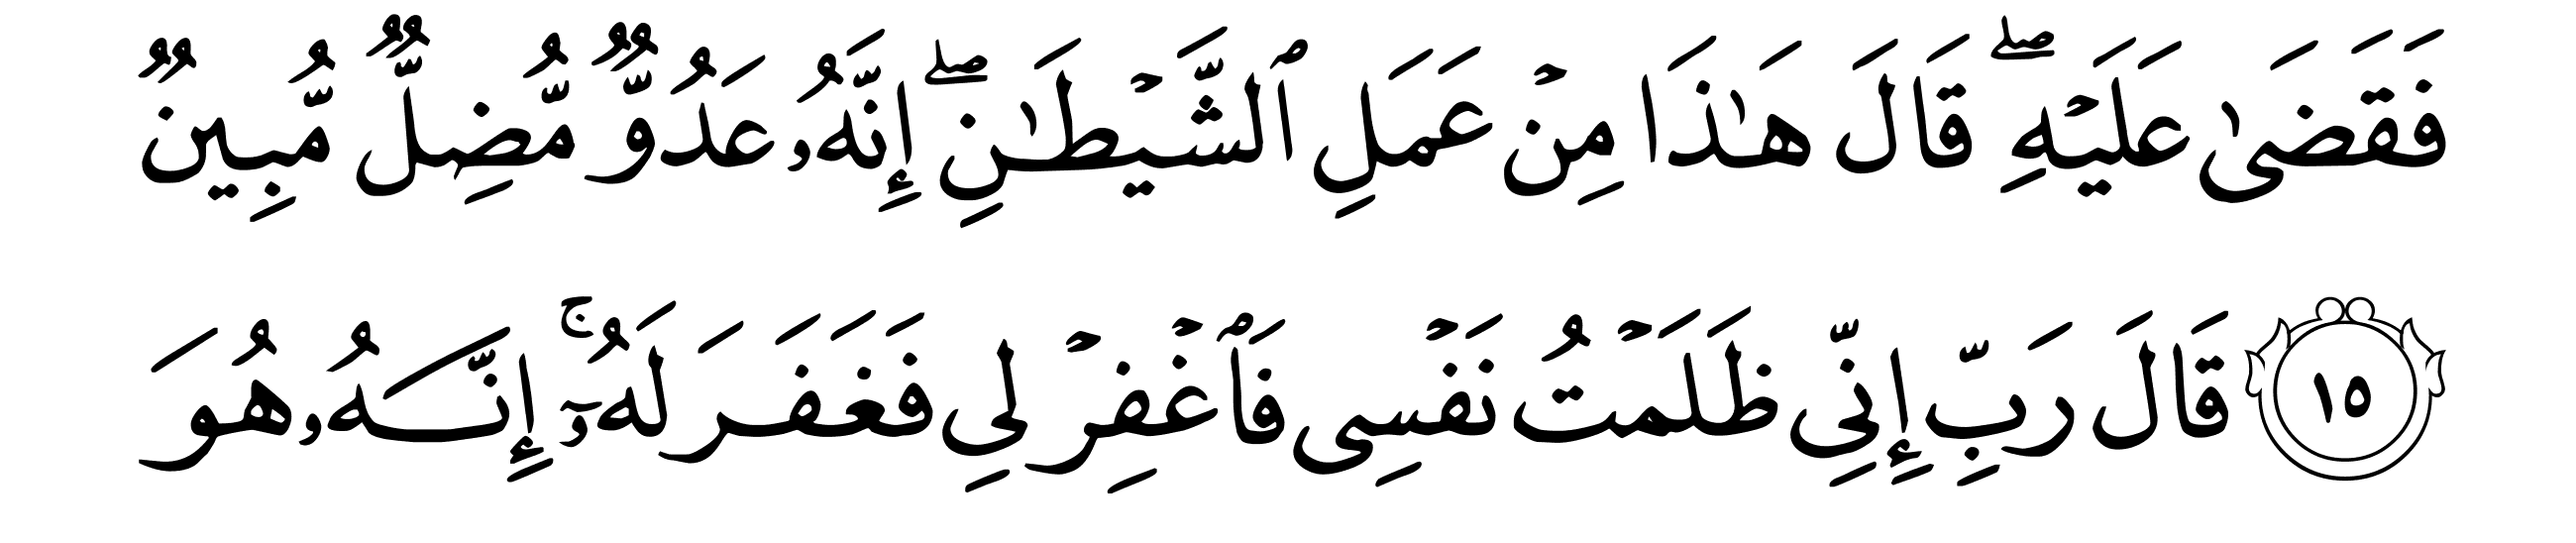 فَقَضَىٰ عَلَيۡهِۖ قَالَ هَٰذَا مِنۡ عَمَلِ ٱلشَّيۡطَٰنِۖ إِنَّهُۥ عَدُوّٞ مُّضِلّٞ مُّبِينٞ
١٥ قَالَ رَبِّ إِنِّي ظَلَمۡتُ نَفۡسِي فَٱغۡفِرۡ لِي فَغَفَرَ لَهُۥٓۚ إِنَّهُۥ هُوَ